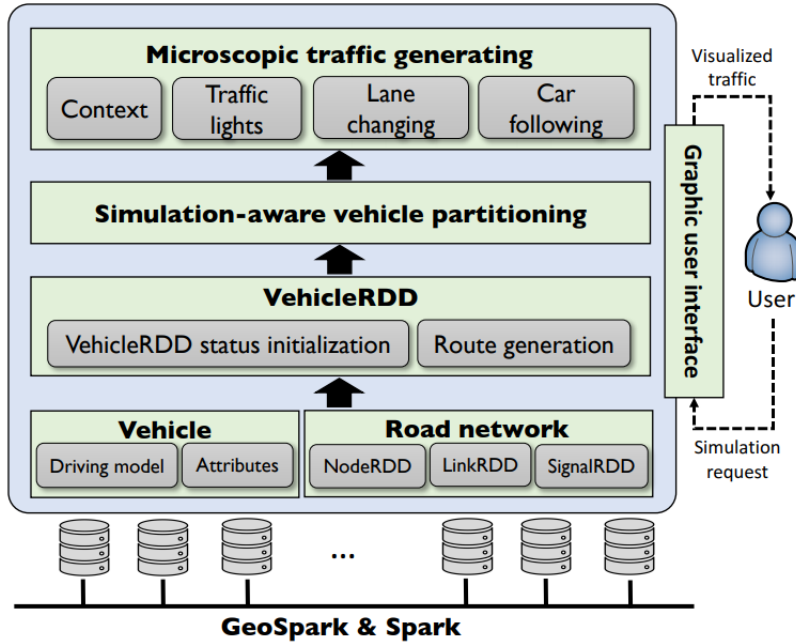 Microscopic traffic generating
Context
Traffic
lights
Lane
changing
Car
following
Simulation-aware vehicle partitioning
VehicleRDD
VehicleRDD status initialization
Route generation
Vehicle
Driving model
Attributes
Road network
NodeRDD
LinkRDD
SignalRDD
...
GeoSpark & Spark
Graphic user interface
Visualized
traffic
User
Simulation
request